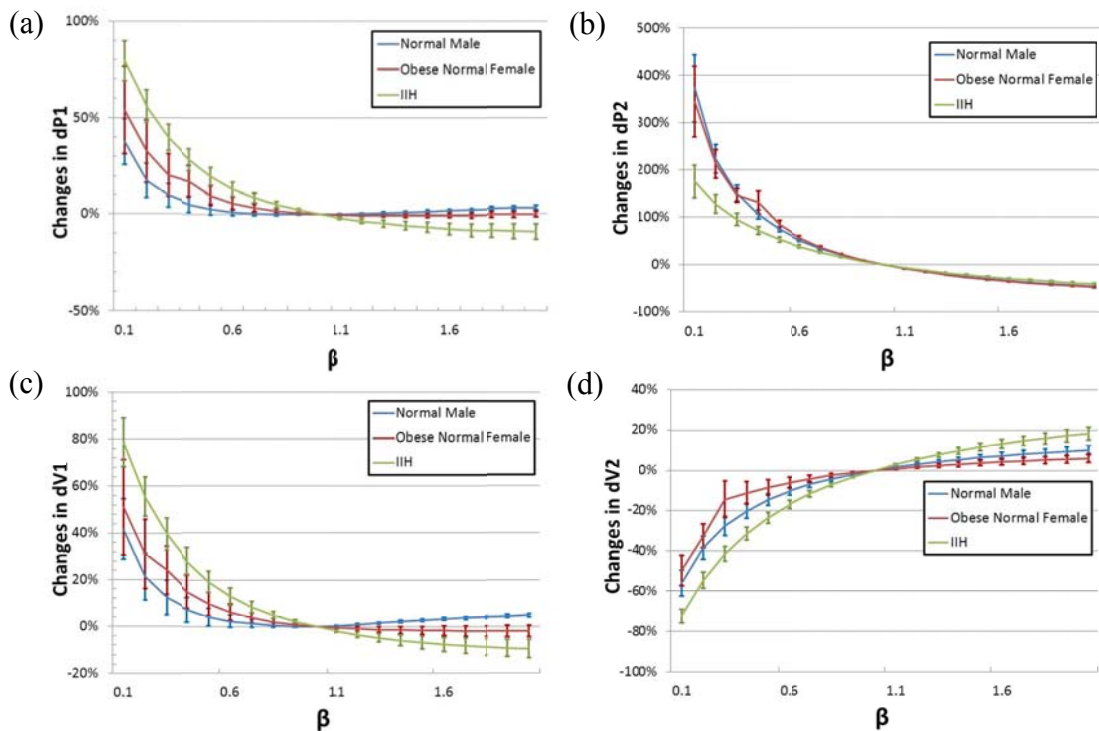 (a)
Changes in dP1
100%
50%
0%
-50%
0.1 0.6 1.1 1.6
β
Normal Male
Obese Normal Female
IIH
(b)
Changes in dP2
500%
400%
300%
200%
100%
0%
-100%
0.1 0.6 1.1 1.6
β
Normal Male
Obese Normal Female
IIH
(c)
Changes in dV1
100%
80%
60%
40%
20%
0%
-20%
0.1 0.6 1.1 1.6
β
Normal Male
Obese Normal Female
IIH
(d)
Changes in dV2
40%
20%
0%
-20%
-40%
-60%
-80%
-100%
0.1 0.6 1.1 1.6
β
Normal Male
Obese Normal Female
IIH